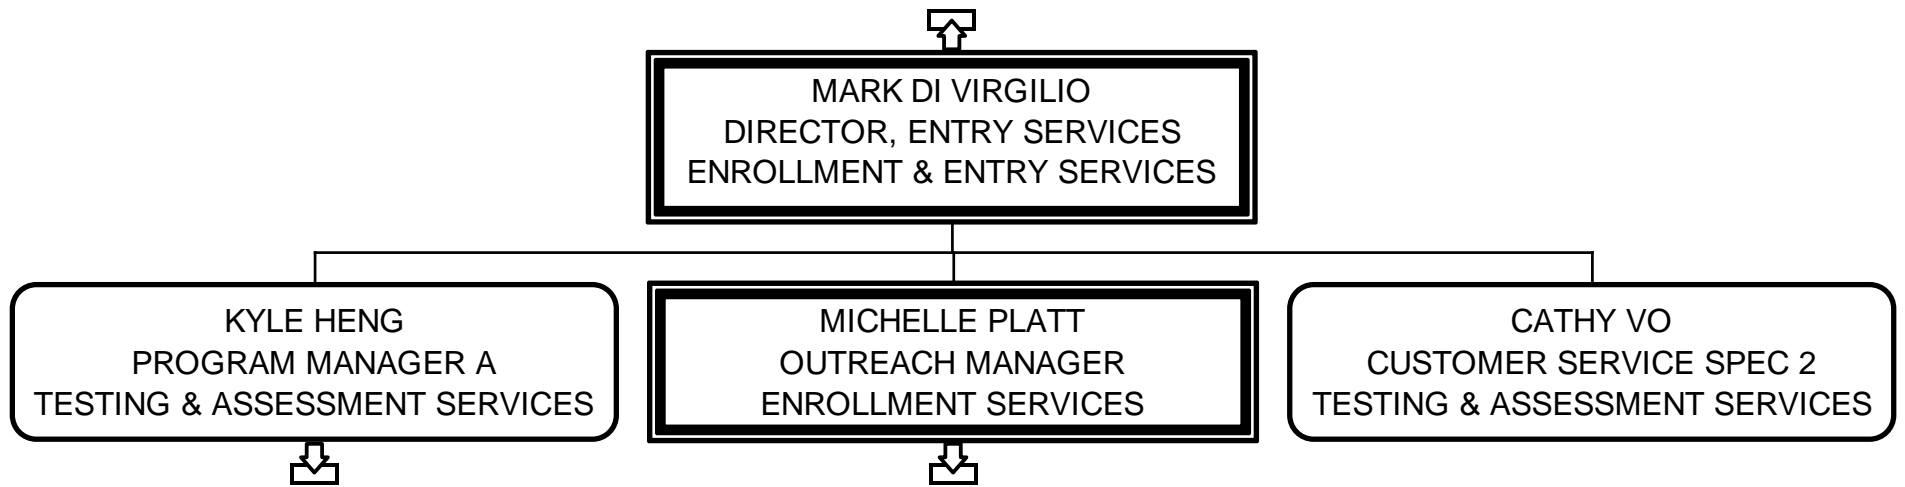 MARK DI VIRGILIO
DIRECTOR, ENTRY SERVICES
ENROLLMENT & ENTRY SERVICES
KYLE HENG
PROGRAM MANAGER A
TESTING & ASSESSMENT SERVICES
MICHELLE PLATT
OUTREACH MANAGER
ENROLLMENT SERVICES
CATHY VO
CUSTOMER SERVICE SPEC 2
TESTING & ASSESSMENT SERVICES